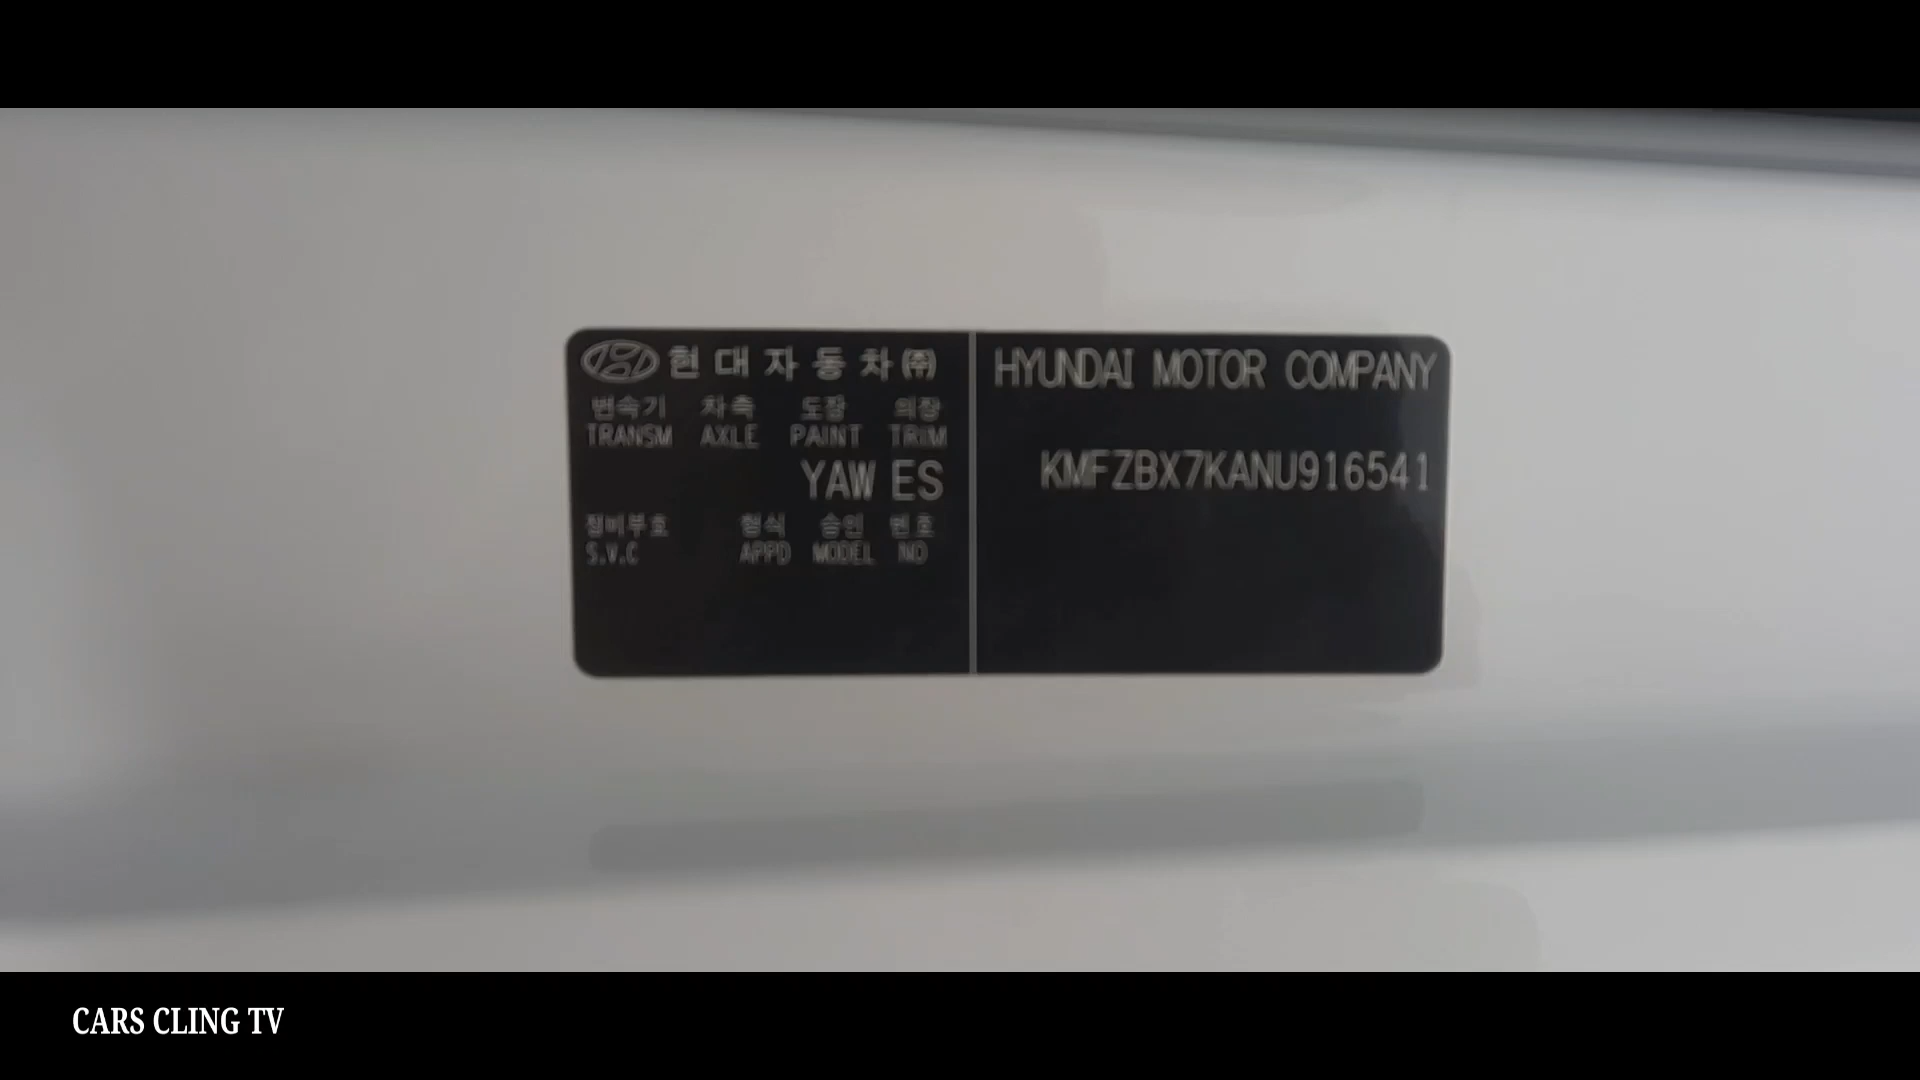 현대자동차㈜
변속기 차축 도장 의장
TRANSM AXLE PAINT TRIM
YAW ES
정비부호 형식 승인 번호
S.V.C APPD MODEL NO
HYUNDAI MOTOR COMPANY
KMFZBX7KANU916541
CARS CLING TV